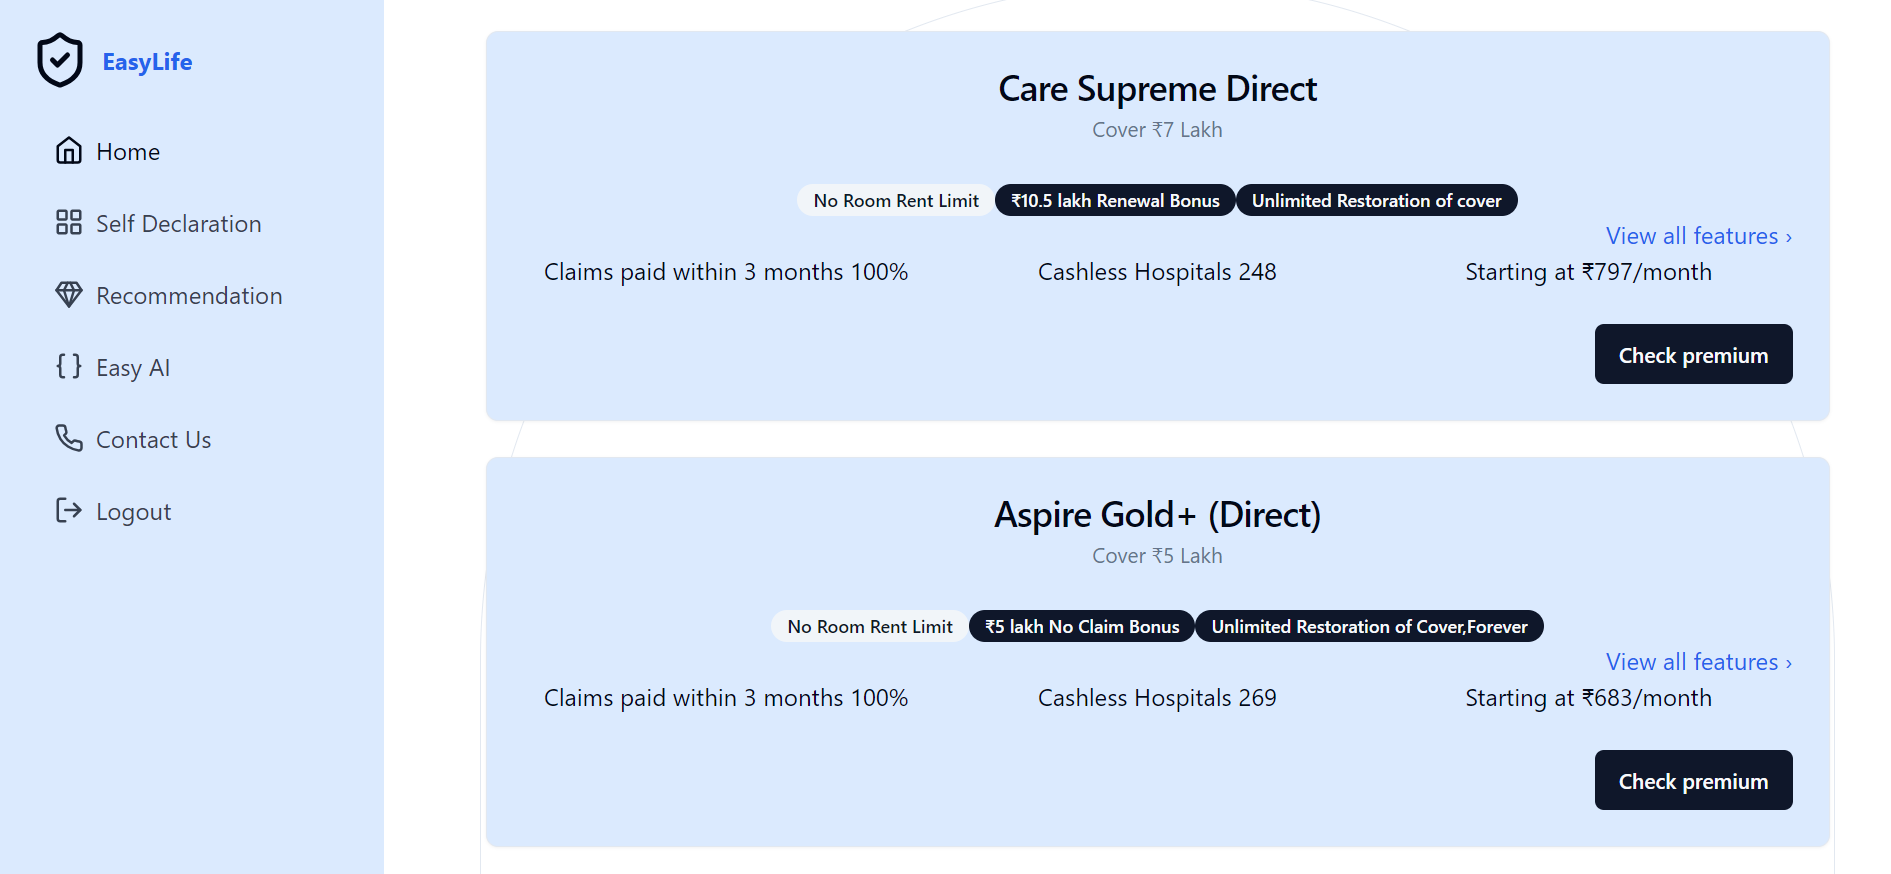 EasyLife
Home
Self Declaration
Recommendation
Easy AI
Contact Us
Logout
Care Supreme Direct
Cover ₹7 Lakh
No Room Rent Limit ₹10.5 lakh Renewal Bonus Unlimited Restoration of cover
View all features ›
Claims paid within 3 months 100% Cashless Hospitals 248 Starting at ₹797/month
Check premium
Aspire Gold+ (Direct)
Cover ₹5 Lakh
No Room Rent Limit ₹5 lakh No Claim Bonus Unlimited Restoration of Cover,Forever
View all features ›
Claims paid within 3 months 100% Cashless Hospitals 269 Starting at ₹683/month
Check premium